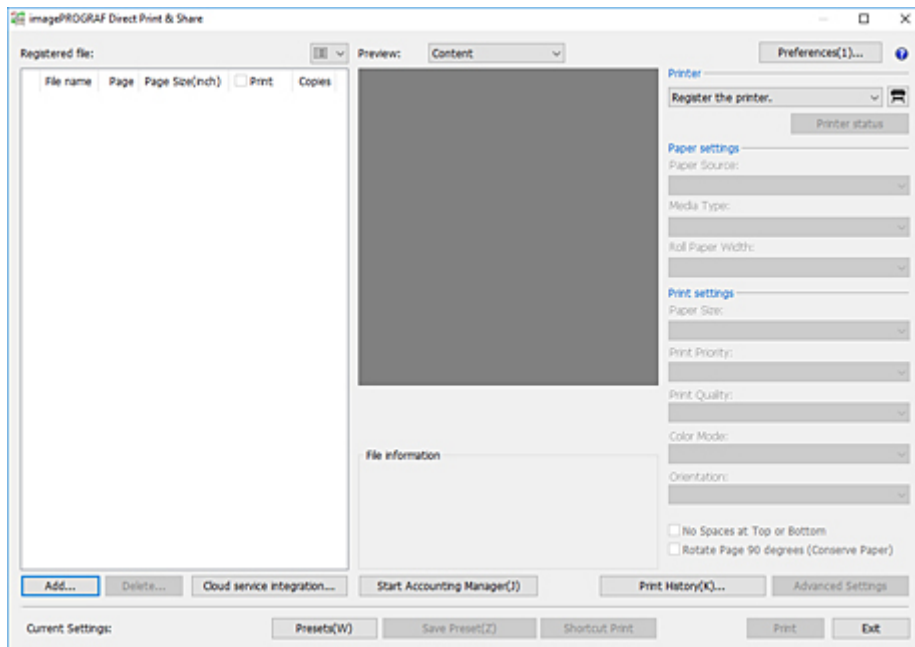 imagePROGRAF Direct Print & Share
Registered file:
Preview: Content
Preferences(1)...
File name Page Page Size(inch) Print Copies
Printer
Register the printer.
Printer status
Paper settings
Paper Source:
Media Type:
Roll Paper Width:
Print settings
Paper Size:
Print Priority:
Print Quality:
Color Mode:
File information
Orientation:
No Spaces at Top or Bottom
Rotate Page 90 degrees (Conserve Paper)
Add... Delete... Cloud service integration... Start Accounting Manager(J) Print History(K)... Advanced Settings
Current Settings: Presets(W) Save Preset(Z) Shortcut Print Print Exit